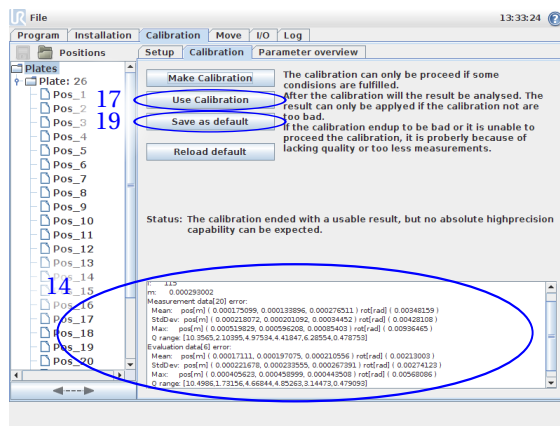 File
13:33:24
Program Installation Calibration Move I/O Log
Positions
Setup Calibration Parameter overview
Plates
Plate: 26
Pos_1
Pos_2
Pos_3
Pos_4
Pos_5
Pos_6
Pos_7
Pos_8
Pos_9
Pos_10
Pos_11
Pos_12
Pos_13
Pos_14
Pos_15
Pos_16
Pos_17
Pos_18
Pos_19
Pos_20
17
19
14
Make Calibration
Use Calibration
Save as default
Reload default
The calibration can only be proceed if some
condisions are fulfilled.
After the calibration will the result be analysed. The
result can only be applyed if the calibration not are
too bad.
If the calibration endup to be bad or it is unable to
proceed the calibration, it is proberly because of
lacking quality or too less measurements.
Status: The calibration ended with a usable result, but no absolute highprecision
capability can be expected.
115
m: 0.000293002
Measurement data[20] error:
Mean: pos[m] ( 0.000175099, 0.000138896, 0.000276511 ) rot[rad] ( 0.00348159 )
StdDev: pos[m] ( 0.000218072, 0.000201092, 0.00034452 ) rot[rad] ( 0.00428108 )
Max: pos[m] ( 0.000519829, 0.000596208, 0.00085403 ) rot[rad] ( 0.00936465 )
Q range: [10.3565,2.10395,4.97534,4.41847,6.28554,0.478753]
Evaluation data[6] error:
Mean: pos[m] ( 0.00017111, 0.000197075, 0.000210556 ) rot[rad] ( 0.00213003 )
StdDev: pos[m] ( 0.000221678, 0.000233555, 0.000267391 ) rot[rad] ( 0.00274123 )
Max: pos[m] ( 0.000405623, 0.000458999, 0.000443508 ) rot[rad] ( 0.00568086 )
Q range: [10.4986,1.73156,4.66844,4.85263,3.14473,0.479093]